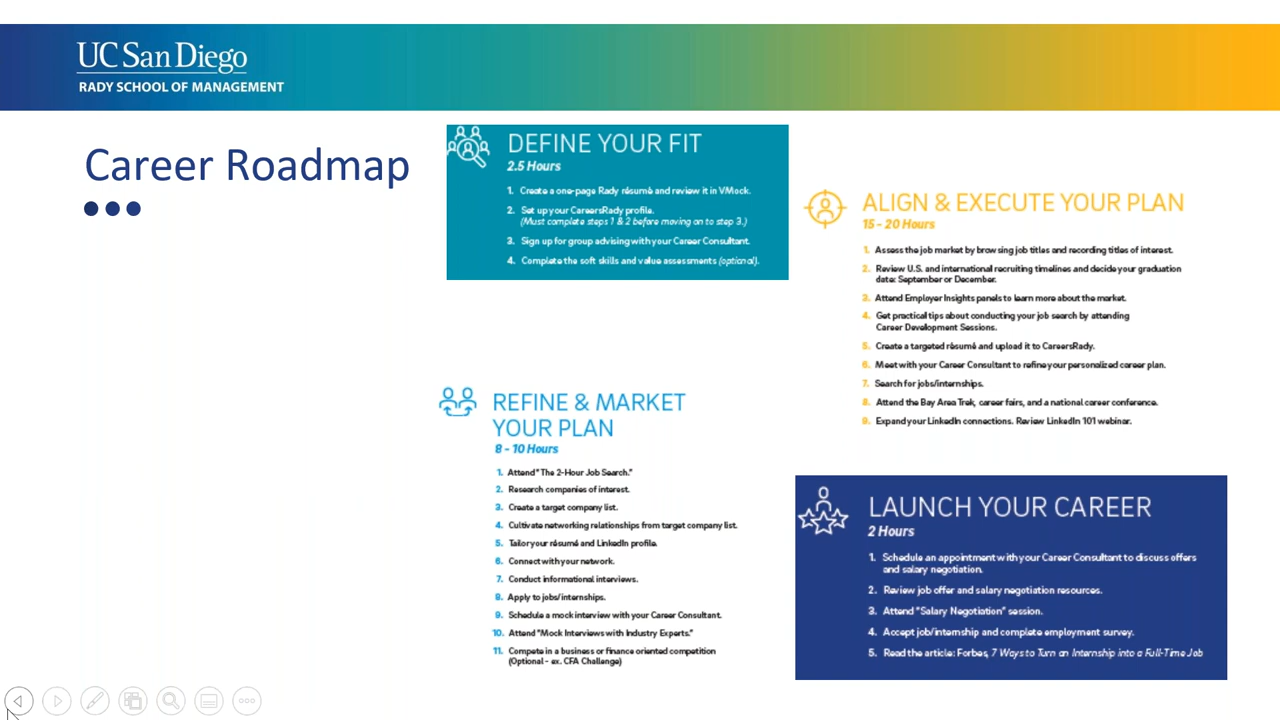 UC San Diego
RADY SCHOOL OF MANAGEMENT
Career Roadmap
DEFINE YOUR FIT
2.5 Hours
1. Create a one-page Rady résumé and review it in VMock.
2. Set up your CareersRady profile.
(Must complete steps 1 & 2 before moving on to step 3.)
3. Sign up for group advising with your Career Consultant.
4. Complete the soft skills and value assessments (optional).
ALIGN & EXECUTE YOUR PLAN
15 - 20 Hours
1. Assess the job market by browsing job titles and recording titles of interest.
2. Review U.S. and international recruiting timelines and decide your graduation
date: September or December.
3. Attend Employer Insights panels to learn more about the market.
4. Get practical tips about conducting your job search by attending
Career Development Sessions.
5. Create a targeted résumé and upload it to CareersRady.
6. Meet with your Career Consultant to refine your personalized career plan.
7. Search for jobs/internships.
8. Attend the Bay Area Trek, career fairs, and a national career conference.
9. Expand your LinkedIn connections. Review LinkedIn 101 webinar.
REFINE & MARKET
YOUR PLAN
8 - 10 Hours
1. Attend "The 2-Hour Job Search."
2. Research companies of interest.
3. Create a target company list.
4. Cultivate networking relationships from target company list.
5. Tailor your résumé and LinkedIn profile.
6. Connect with your network.
7. Conduct informational interviews.
8. Apply to jobs/internships.
9. Schedule a mock interview with your Career Consultant.
10. Attend "Mock Interviews with Industry Experts."
11. Compete in a business or finance oriented competition
(Optional - ex. CFA Challenge)
LAUNCH YOUR CAREER
2 Hours
1. Schedule an appointment with your Career Consultant to discuss offers
and salary negotiation.
2. Review job offer and salary negotiation resources.
3. Attend "Salary Negotiation" session.
4. Accept job/internship and complete employment survey.
5. Read the article: Forbes, 7 Ways to Turn an Internship into a Full-Time Job